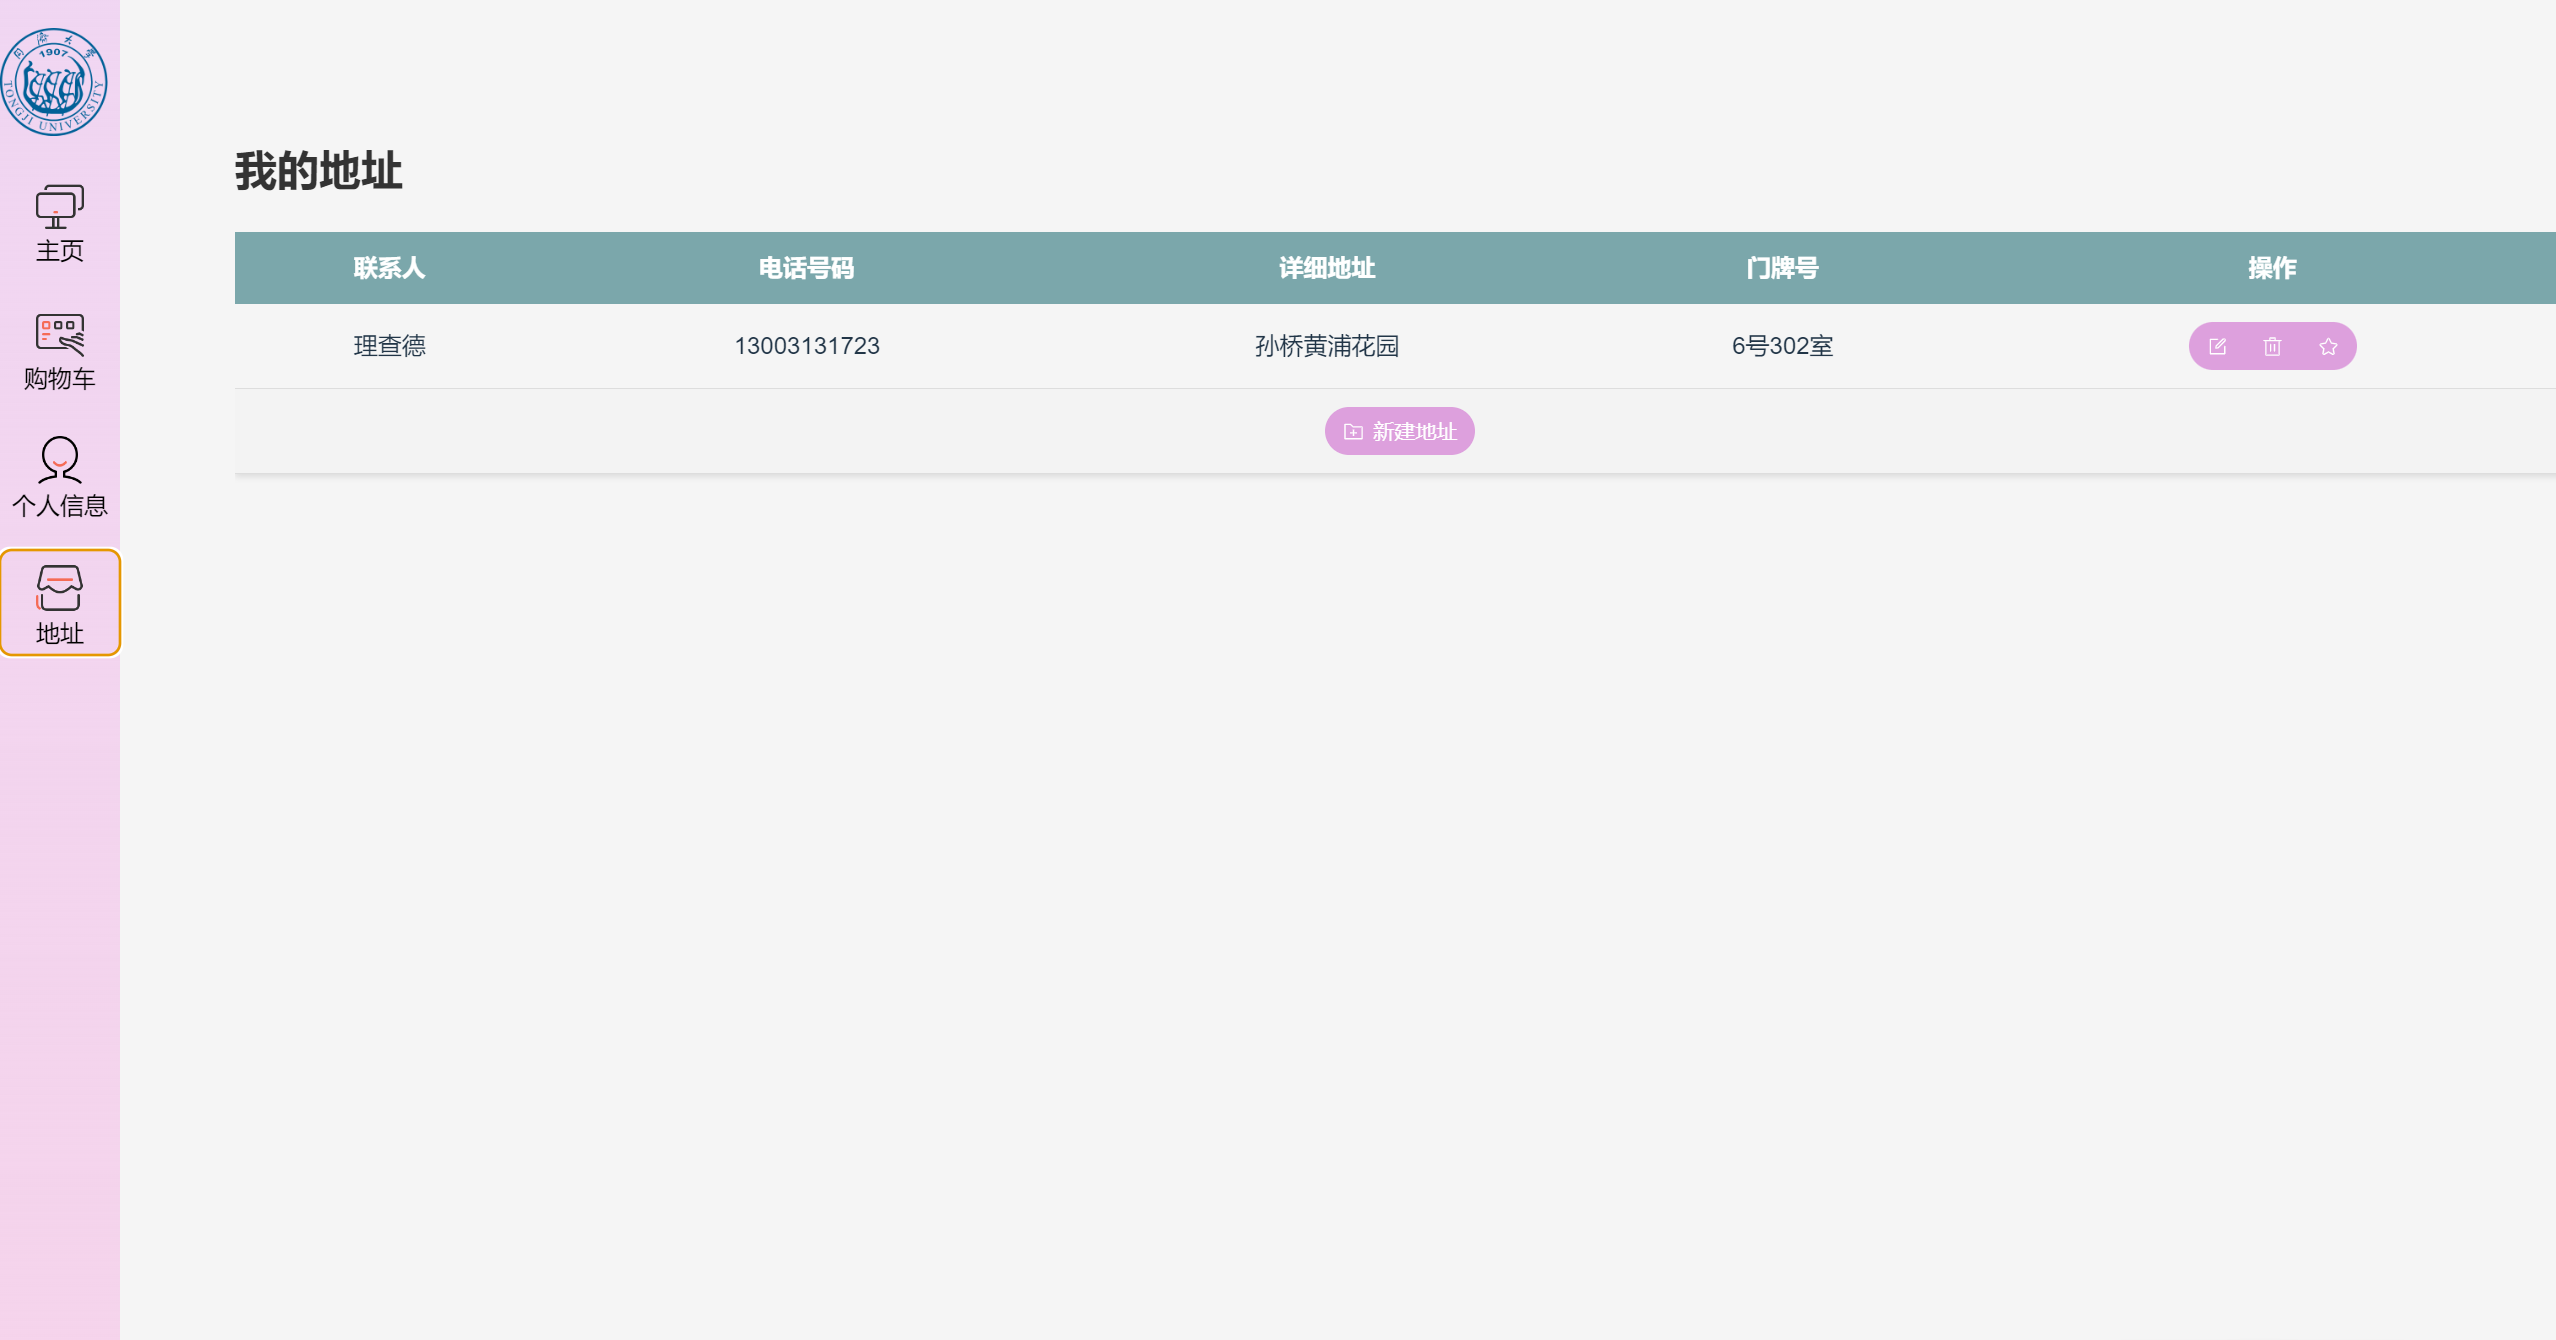 同济大学
1907
TONGJI UNIVERSITY
主页
购物车
个人信息
地址
我的地址
联系人 电话号码 详细地址 门牌号 操作
理查德 13003131723 孙桥黄浦花园 6号302室
新建地址